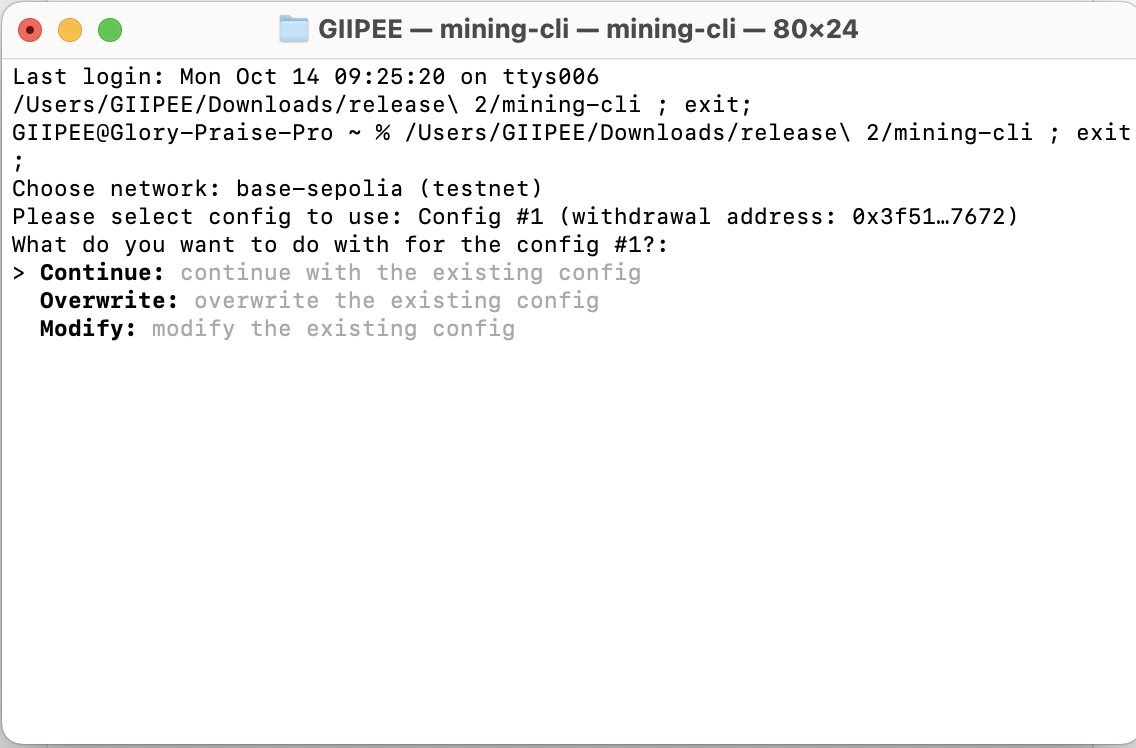 GIIPEE — mining-cli — mining-cli — 80×24
Last login: Mon Oct 14 09:25:20 on ttys006
/Users/GIIPEE/Downloads/release\ 2/mining-cli ; exit;
GIIPEE@Glory-Praise-Pro ~ % /Users/GIIPEE/Downloads/release\ 2/mining-cli ; exit
;
Choose network: base-sepolia (testnet)
Please select config to use: Config #1 (withdrawal address: 0x3f51…7672)
What do you want to do with for the config #1?:
> Continue: continue with the existing config
Overwrite: overwrite the existing config
Modify: modify the existing config